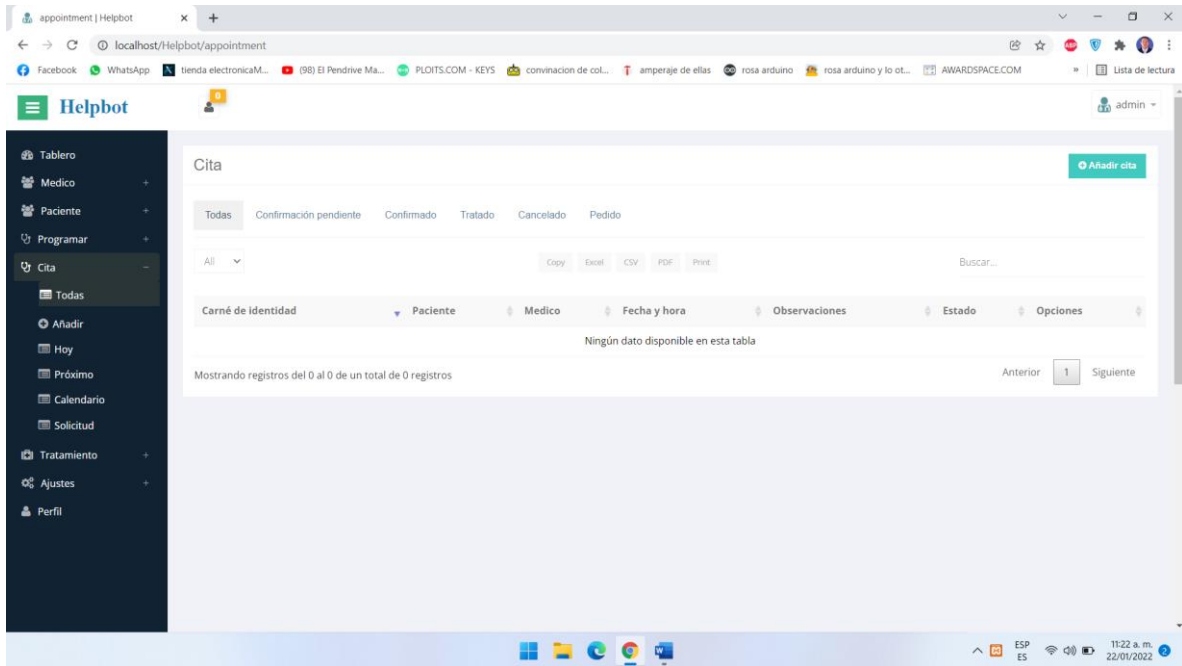 appointment | Helpbot
localhost/Helpbot/appointment
Facebook WhatsApp tienda electronicaM... (98) El Pendrive Ma... PLOITS.COM - KEYS convinacion de col... amperaje de ellas rosa arduino rosa arduino y lo ot... AWARDSPACE.COM » Lista de lectura
Helpbot 0 admin
Tablero
Medico +
Paciente +
Programar +
Cita −
Todas
Añadir
Hoy
Próximo
Calendario
Solicitud
Tratamiento +
Ajustes +
Perfil
Cita Añadir cita
Todas Confirmación pendiente Confirmado Tratado Cancelado Pedido
All Copy Excel CSV PDF Print Buscar...
Carné de identidad Paciente Medico Fecha y hora Observaciones Estado Opciones
Ningún dato disponible en esta tabla
Mostrando registros del 0 al 0 de un total de 0 registros Anterior 1 Siguiente
ESP
ES
11:22 a. m.
22/01/2022 2